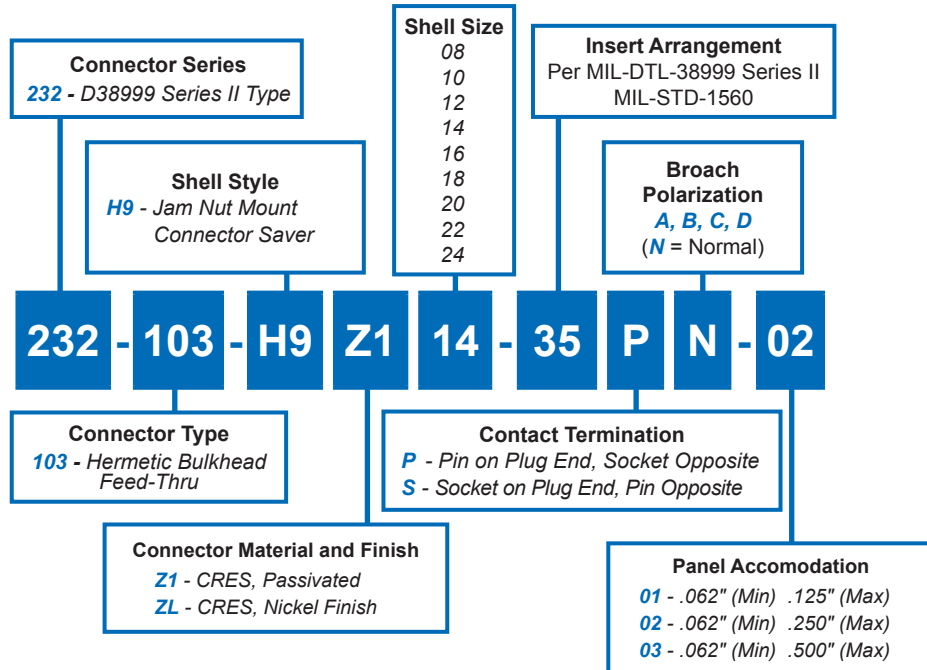 Connector Series
232 - D38999 Series II Type
Shell Size
08
10
12
14
16
18
20
22
24
Insert Arrangement
Per MIL-DTL-38999 Series II
MIL-STD-1560
Shell Style
H9 - Jam Nut Mount
Connector Saver
Broach
Polarization
A, B, C, D
(N = Normal)
232 - 103 - H9 Z1 14 - 35 P N - 02
Connector Type
103 - Hermetic Bulkhead
Feed-Thru
Contact Termination
P - Pin on Plug End, Socket Opposite
S - Socket on Plug End, Pin Opposite
Connector Material and Finish
Z1 - CRES, Passivated
ZL - CRES, Nickel Finish
Panel Accomodation
01 - .062" (Min) .125" (Max)
02 - .062" (Min) .250" (Max)
03 - .062" (Min) .500" (Max)